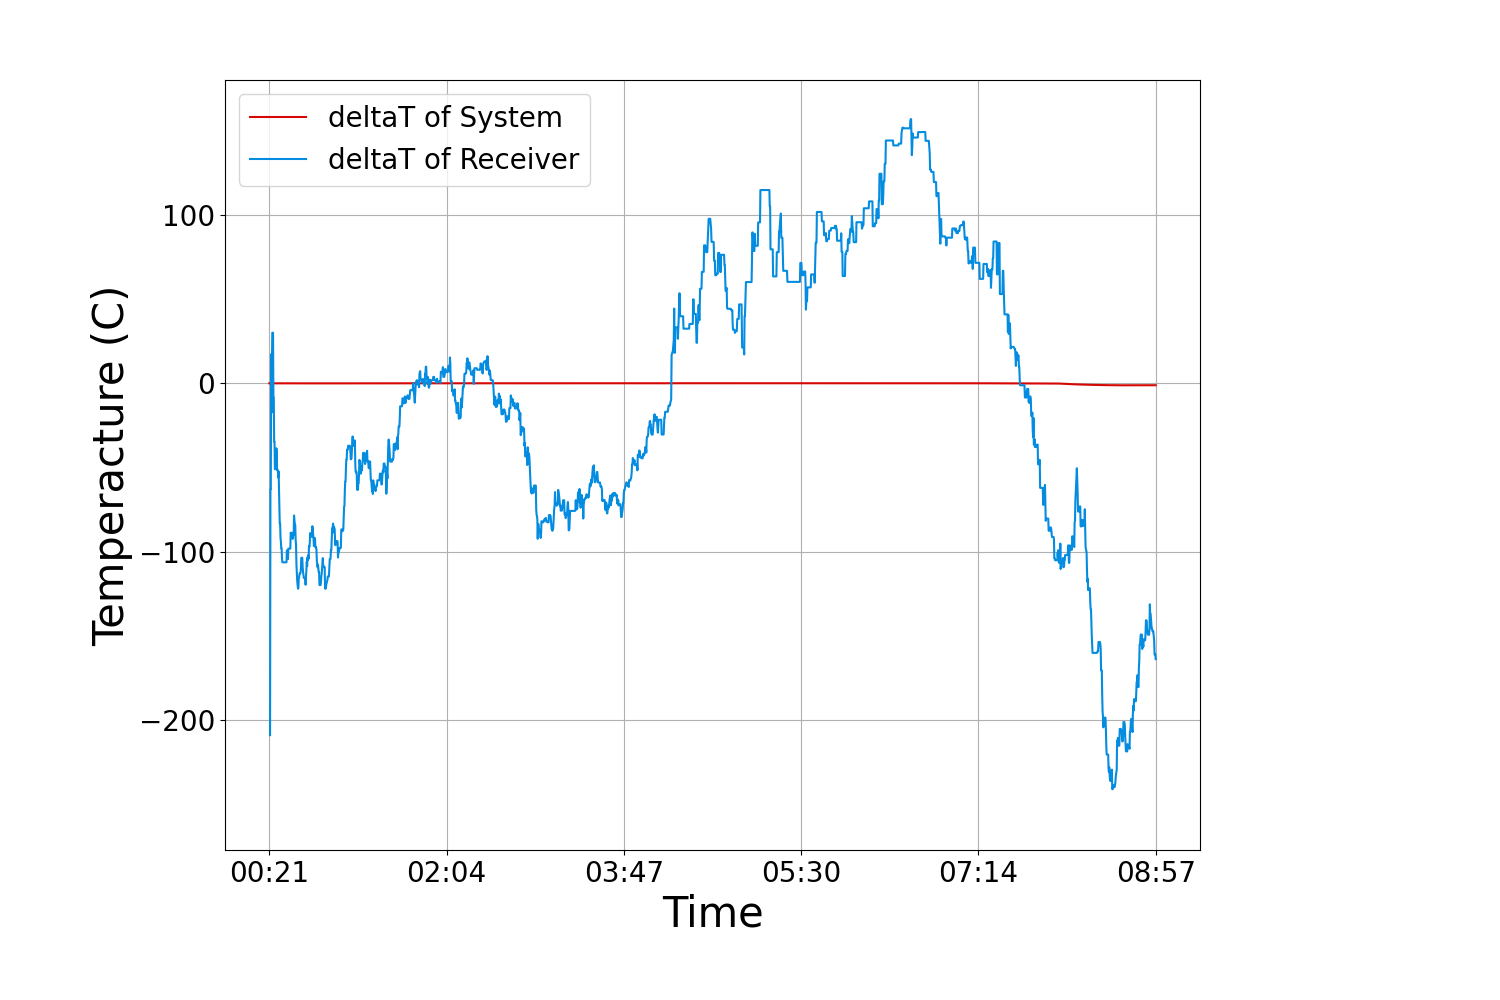 deltaT of System
deltaT of Receiver
Temperacture (C)
100
0
−100
−200
00:21 02:04 03:47 05:30 07:14 08:57
Time